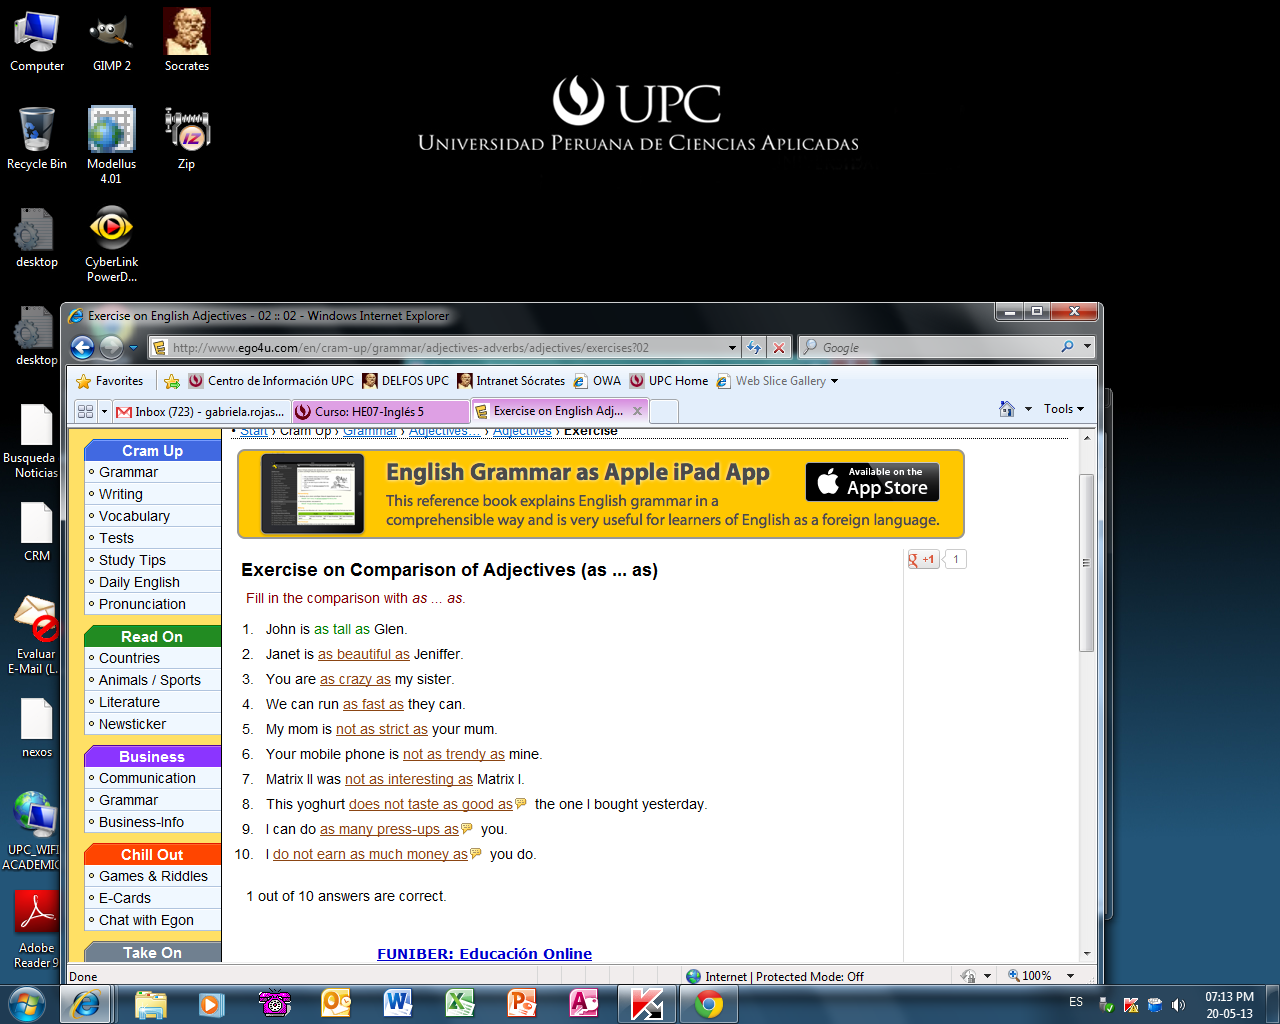 Computer
GIMP 2
Socrates
UPC
UNIVERSIDAD PERUANA DE CIENCIAS APLICADAS
Recycle Bin
Modellus
4.01
Zip
desktop
CyberLink
PowerD...
desktop
Busqueda
Noticias
CRM
Evaluar
E-Mail (L.
nexos
UPC_WIFI
ACADEMIC
Adobe
Reader 9
Exercise on English Adjectives - 02 :: 02 - Windows Internet Explorer
http://www.ego4u.com/en/cram-up/grammar/adjectives-adverbs/adjectives/exercises?02
Google
Favorites
Centro de Información UPC
DELFOS UPC
Intranet Sócrates
OWA
UPC Home
Web Slice Gallery
Inbox (723) - gabriela.rojas...
Curso: HE07-Inglés 5
Exercise on English Adj...
Tools
Cram Up
Grammar
Writing
Vocabulary
Tests
Study Tips
Daily English
Pronunciation
Read On
Countries
Animals / Sports
Literature
Newsticker
Business
Communication
Grammar
Business-Info
Chill Out
Games & Riddles
E-Cards
Chat with Egon
Take On
• Start › Cram Up › Grammar › Adjectives... › Adjectives › Exercise
English Grammar as Apple iPad App
This reference book explains English grammar in a
comprehensible way and is very useful for learners of English as a foreign language.
Available on the
App Store
+1
1
Exercise on Comparison of Adjectives (as ... as)
Fill in the comparison with as ... as.
1. John is as tall as Glen.
2. Janet is as beautiful as Jeniffer.
3. You are as crazy as my sister.
4. We can run as fast as they can.
5. My mom is not as strict as your mum.
6. Your mobile phone is not as trendy as mine.
7. Matrix II was not as interesting as Matrix I.
8. This yoghurt does not taste as good as the one I bought yesterday.
9. I can do as many press-ups as you.
10. I do not earn as much money as you do.
1 out of 10 answers are correct.
FUNIBER: Educación Online
Done
Internet | Protected Mode: Off
100%
ES
07:13 PM
20-05-13